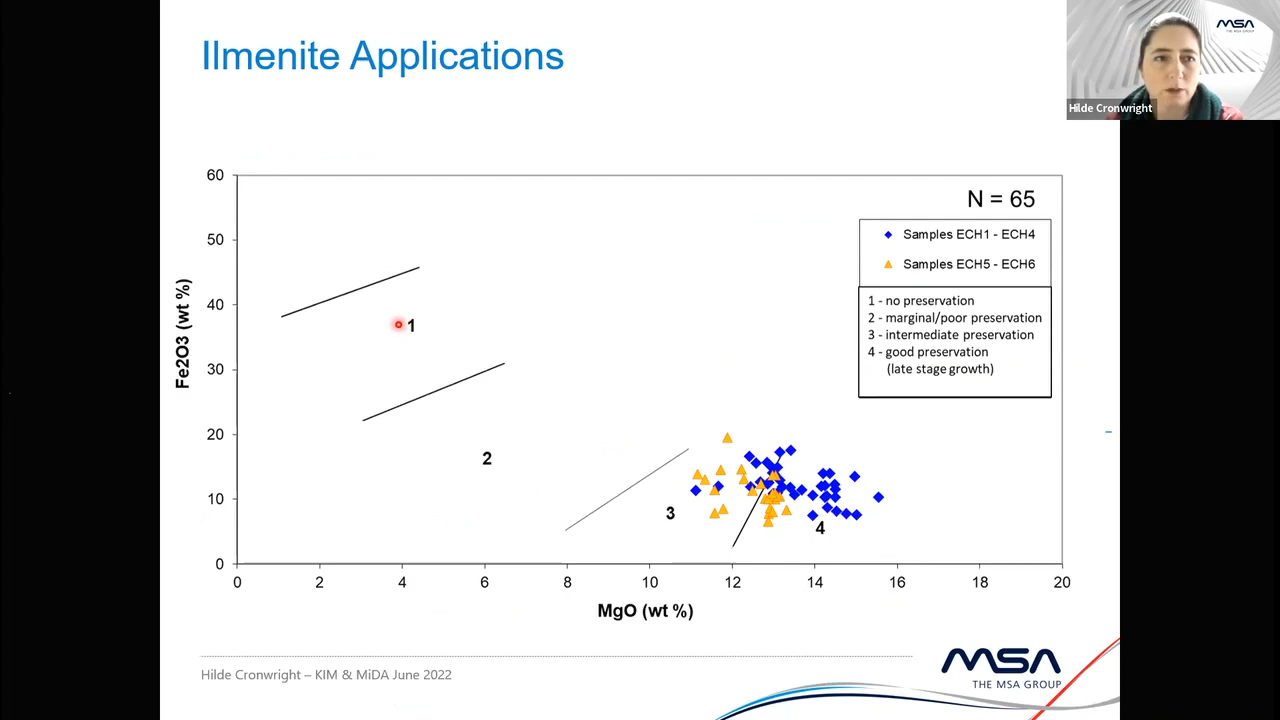 Ilmenite Applications
MSA
THE MSA GROUP
Hilde Cronwright
60
50
40
30
20
10
0
Fe2O3 (wt %)
N = 65
Samples ECH1 - ECH4
Samples ECH5 - ECH6
1 - no preservation
2 - marginal/poor preservation
3 - intermediate preservation
4 - good preservation
(late stage growth)
1
2
3
4
0 2 4 6 8 10 12 14 16 18 20
MgO (wt %)
Hilde Cronwright – KIM & MiDA June 2022
MSA
THE MSA GROUP